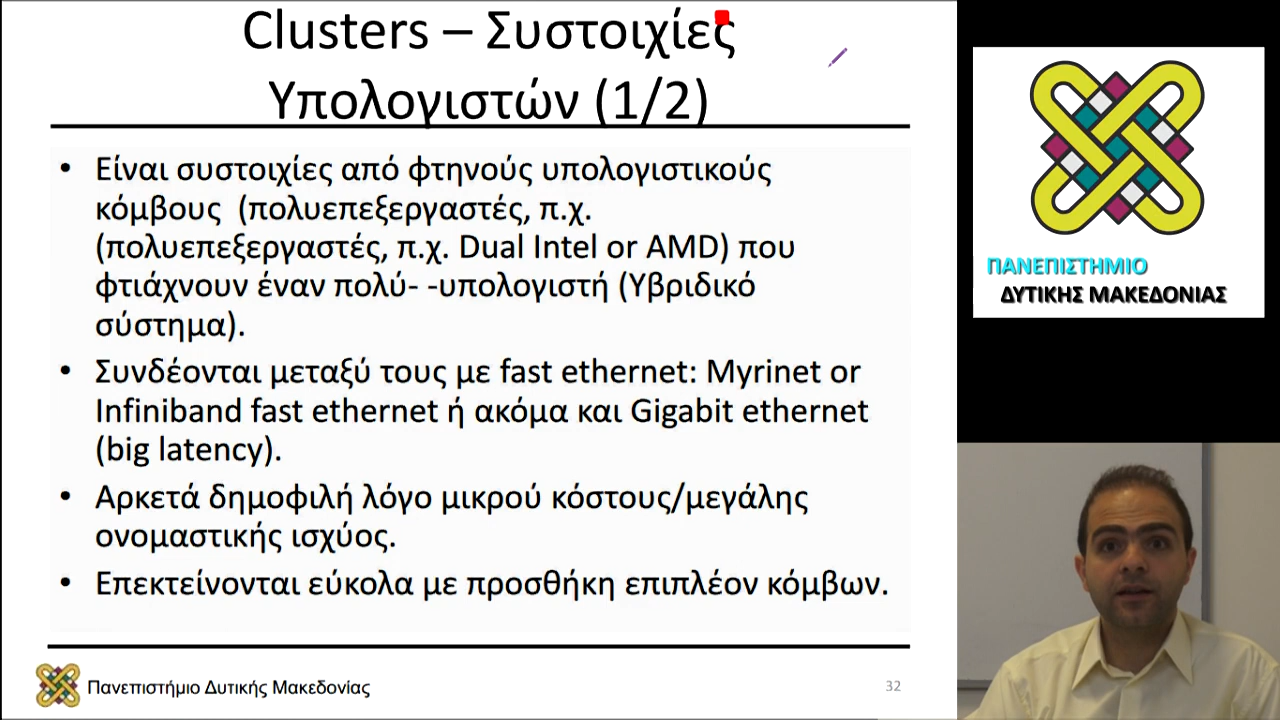 Clusters – Συστοιχίες
Υπολογιστών (1/2)
• Είναι συστοιχίες από φτηνούς υπολογιστικούς
κόμβους (πολυεπεξεργαστές, π.χ.
(πολυεπεξεργαστές, π.χ. Dual Intel or AMD) που
φτιάχνουν έναν πολύ- -υπολογιστή (Υβριδικό
σύστημα).
• Συνδέονται μεταξύ τους με fast ethernet: Myrinet or
Infiniband fast ethernet ή ακόμα και Gigabit ethernet
(big latency).
• Αρκετά δημοφιλή λόγο μικρού κόστους/μεγάλης
ονομαστικής ισχύος.
• Επεκτείνονται εύκολα με προσθήκη επιπλέον κόμβων.
Πανεπιστήμιο Δυτικής Μακεδονίας
32
ΠΑΝΕΠΙΣΤΗΜΙΟ
ΔΥΤΙΚΗΣ ΜΑΚΕΔΟΝΙΑΣ